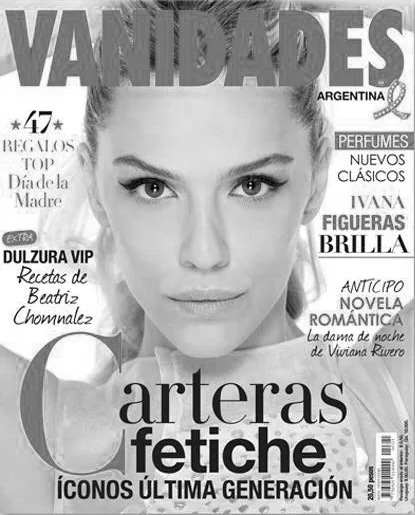 VANIDADES
ARGENTINA
★47★
REGALOS
TOP
Día de la
Madre
EXTRA
DULZURA VIP
Recetas de
Beatriz
Chomnalez
PERFUMES
NUEVOS
CLÁSICOS
IVANA
FIGUERAS
BRILLA
ANTICIPO
NOVELA
ROMÁNTICA
La dama de noche
de Viviana Rivero
Carteras
fetiche
ÍCONOS ÚLTIMA GENERACIÓN
20,50 pesos